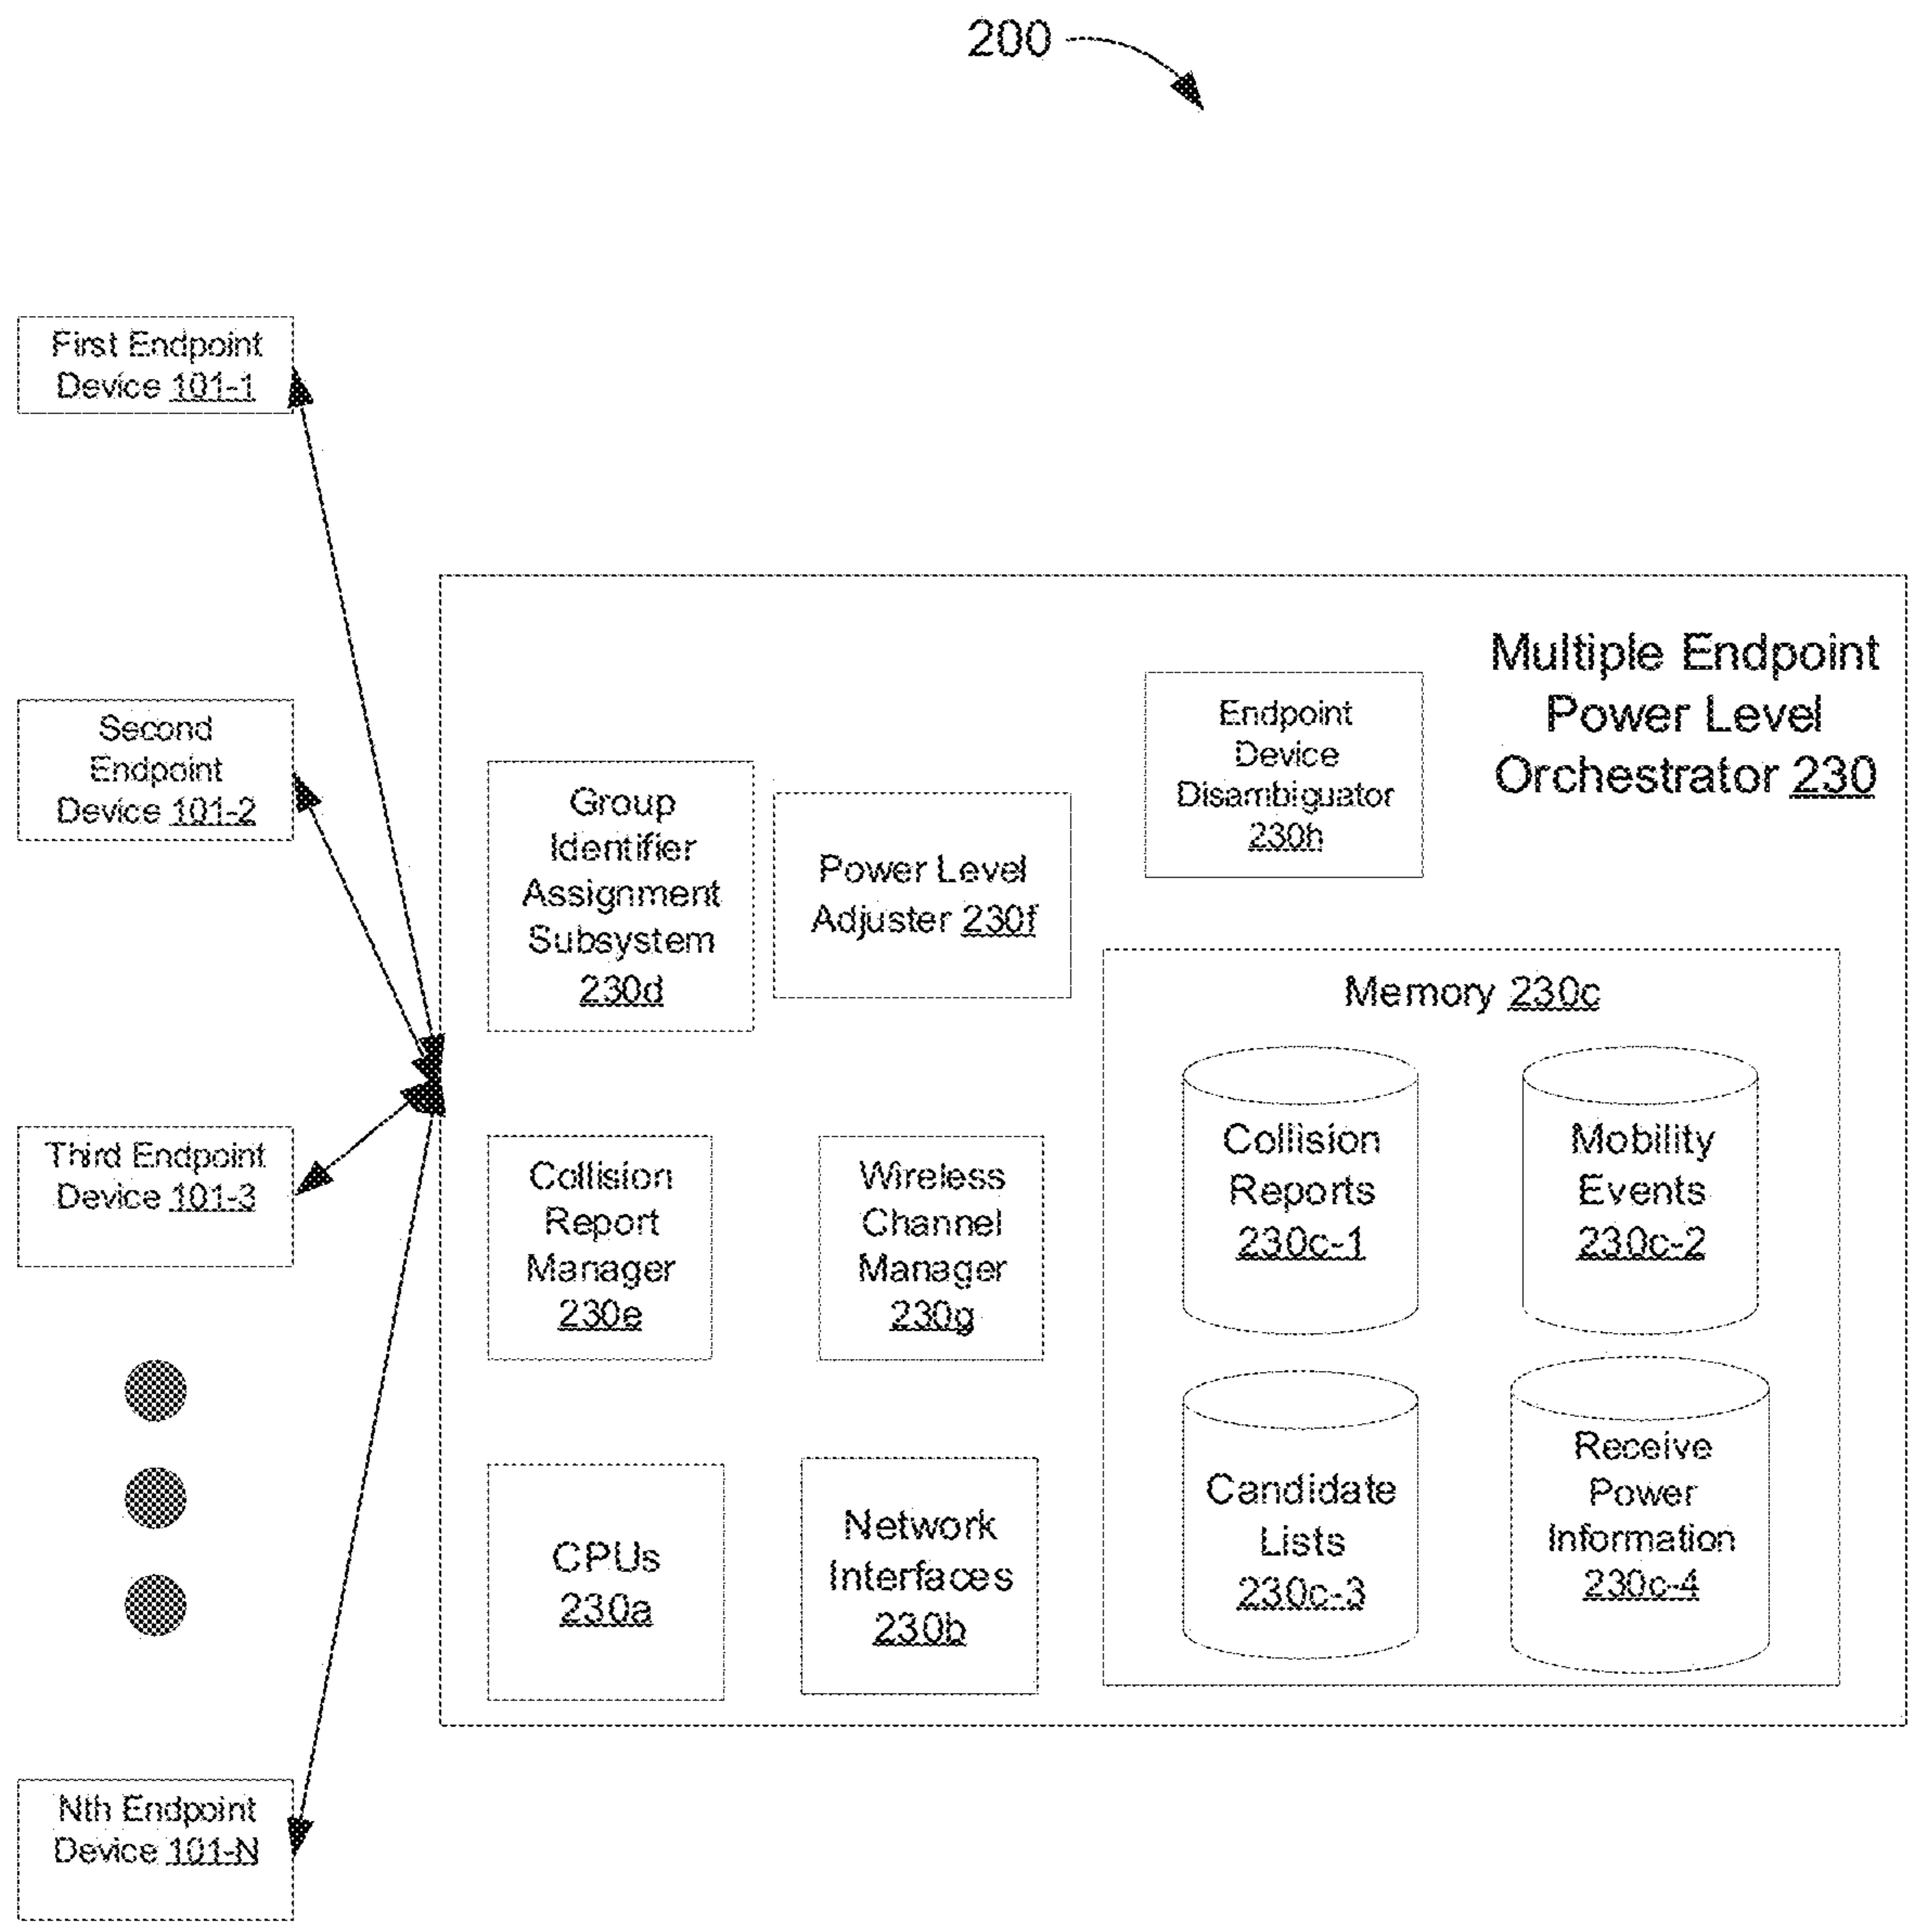 200
First Endpoint
Device 101-1
Second
Endpoint
Device 101-2
Third Endpoint
Device 101-3
Nth Endpoint
Device 101-N
Multiple Endpoint
Power Level
Orchestrator 230
Endpoint
Device
Disambiguator
230h
Group
Identifier
Assignment
Subsystem
230d
Power Level
Adjuster 230f
Memory 230c
Collision
Reports
230c-1
Mobility
Events
230c-2
Collision
Report
Manager
230e
Wireless
Channel
Manager
230g
Candidate
Lists
230c-3
Receive
Power
Information
230c-4
CPUs
230a
Network
Interfaces
230b